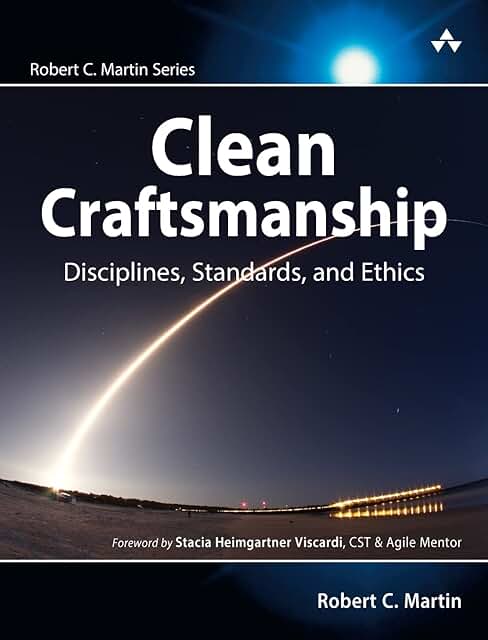 Robert C. Martin Series
Clean
Craftsmanship
Disciplines, Standards, and Ethics
Foreword by Stacia Heimgartner Viscardi, CST & Agile Mentor
Robert C. Martin